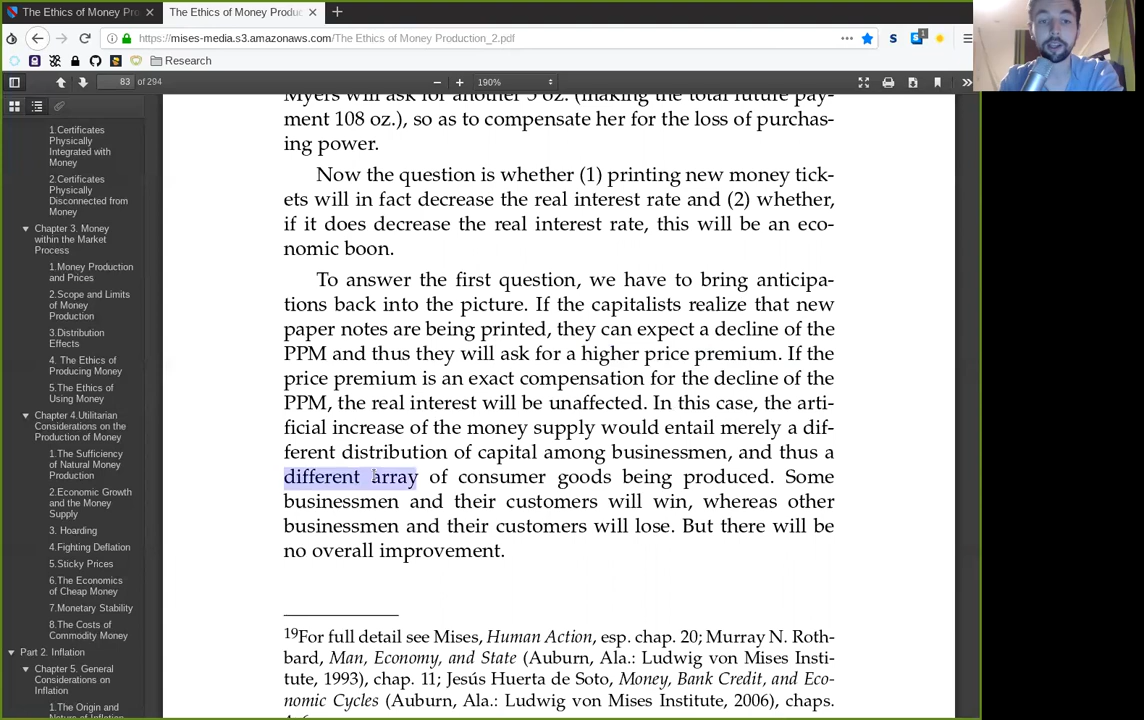 The Ethics of Money Pro
The Ethics of Money Produc
https://mises-media.s3.amazonaws.com/The Ethics of Money Production_2.pdf
Research
83 of 294
190%
1.Certificates
Physically
Integrated with
Money
2.Certificates
Physically
Disconnected from
Money
Chapter 3. Money
within the Market
Process
1.Money Production
and Prices
2.Scope and Limits
of Money
Production
3.Distribution
Effects
4. The Ethics of
Producing Money
5.The Ethics of
Using Money
Chapter 4.Utilitarian
Considerations on the
Production of Money
1.The Sufficiency
of Natural Money
Production
2.Economic Growth
and the Money
Supply
3. Hoarding
4.Fighting Deflation
5.Sticky Prices
6.The Economics
of Cheap Money
7.Monetary Stability
8.The Costs of
Commodity Money
Part 2. Inflation
Chapter 5. General
Considerations on
Inflation
1.The Origin and
Nature of Inflation
Myers will ask for another 5 oz. (making the total future pay-
ment 108 oz.), so as to compensate her for the loss of purchas-
ing power.
Now the question is whether (1) printing new money tick-
ets will in fact decrease the real interest rate and (2) whether,
if it does decrease the real interest rate, this will be an eco-
nomic boon.
To answer the first question, we have to bring anticipa-
tions back into the picture. If the capitalists realize that new
paper notes are being printed, they can expect a decline of the
PPM and thus they will ask for a higher price premium. If the
price premium is an exact compensation for the decline of the
PPM, the real interest will be unaffected. In this case, the arti-
ficial increase of the money supply would entail merely a dif-
ferent distribution of capital among businessmen, and thus a
different array of consumer goods being produced. Some
businessmen and their customers will win, whereas other
businessmen and their customers will lose. But there will be
no overall improvement.
19For full detail see Mises, Human Action, esp. chap. 20; Murray N. Roth-
bard, Man, Economy, and State (Auburn, Ala.: Ludwig von Mises Insti-
tute, 1993), chap. 11; Jesús Huerta de Soto, Money, Bank Credit, and Eco-
nomic Cycles (Auburn, Ala.: Ludwig von Mises Institute, 2006), chaps.